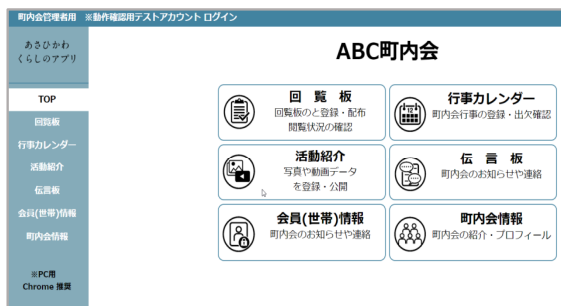 町内会管理者用 ※動作確認用テストアカウント ログイン
あさひかわ
くらしのアプリ
TOP
回覧板
行事カレンダー
活動紹介
伝言板
会員(世帯)情報
町内会情報
※PC用
Chrome 推奨
ABC町内会
回 覧 板
回覧板のと登録・配布
閲覧状況の確認
行事カレンダー
町内会行事の登録・出欠確認
活動紹介
写真や動画データ
を登録・公開
伝 言 板
町内会のお知らせや連絡
会員(世帯)情報
町内会のお知らせや連絡
町内会情報
町内会の紹介・プロフィール